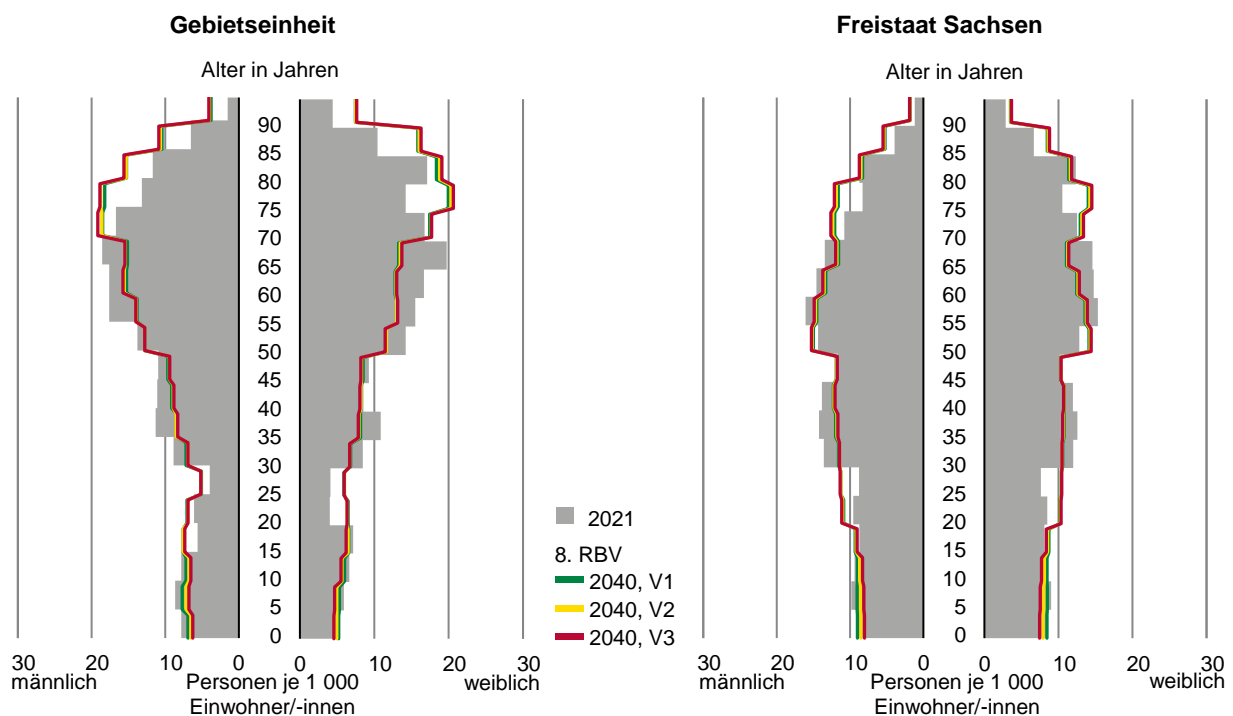 Gebietseinheit
Freistaat Sachsen
Alter in Jahren
Alter in Jahren
90
85
80
75
70
65
60
55
50
45
40
35
30
25
20
15
10
5
0
90
85
80
75
70
65
60
55
50
45
40
35
30
25
20
15
10
5
0
2021
8. RBV
2040, V1
2040, V2
2040, V3
30 20 10 0 0 10 20 30
männlich Personen je 1 000 weiblich
Einwohner/-innen
30 20 10 0 0 10 20 30
männlich Personen je 1 000 weiblich
Einwohner/-innen